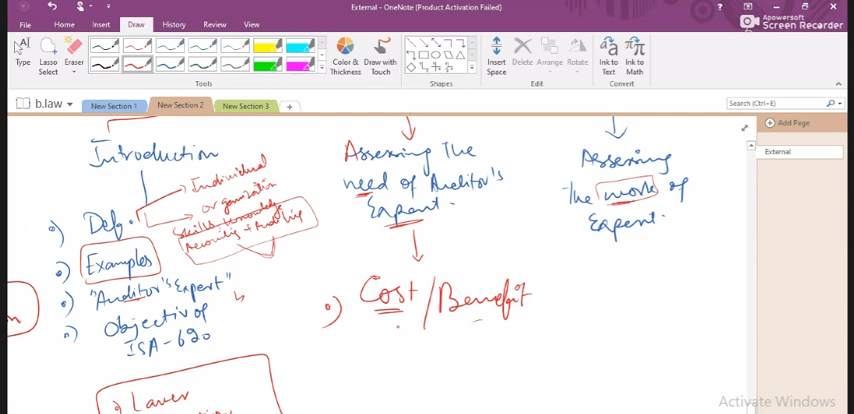 External - OneNote (Product Activation Failed)
Apowersoft
Screen Recorder
File Home Insert Draw History Review View
Type
Lasso Select
Eraser
Tools
Color & Thickness
Draw with Touch
Shapes
Insert Space
Delete
Arrange
Rotate
Edit
Ink to Text
Ink to Math
Convert
b.law
New Section 1
New Section 2
New Section 3
Search (Ctrl+E)
Add Page
External
Introduction
Def.
Individual
or organization
Skills
Accounting + Auditing
Examples
"Auditor's Expert"
Objective of
ISA-620
Assessing The
need of Auditor's
Expert.
Cost/Benefit
Assessing
The work of
Expert.
Activate Windows